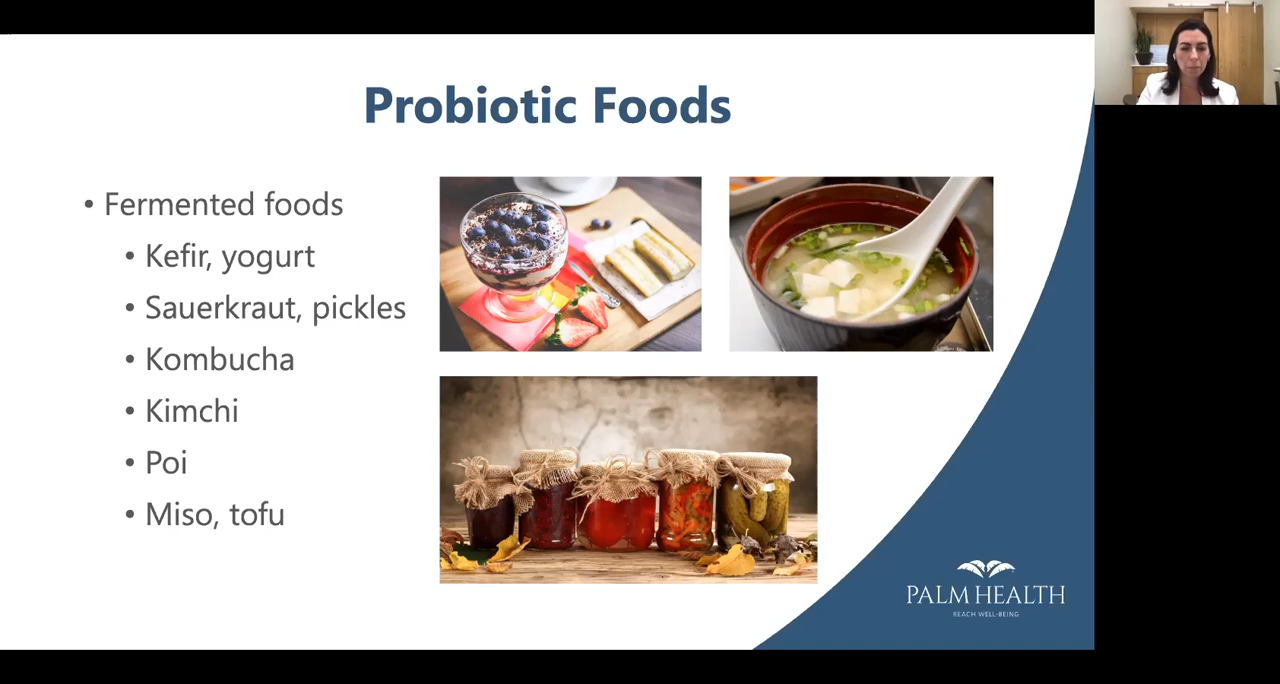 Probiotic Foods
• Fermented foods
• Kefir, yogurt
• Sauerkraut, pickles
• Kombucha
• Kimchi
• Poi
• Miso, tofu
PALM HEALTH
REACH WELL-BEING